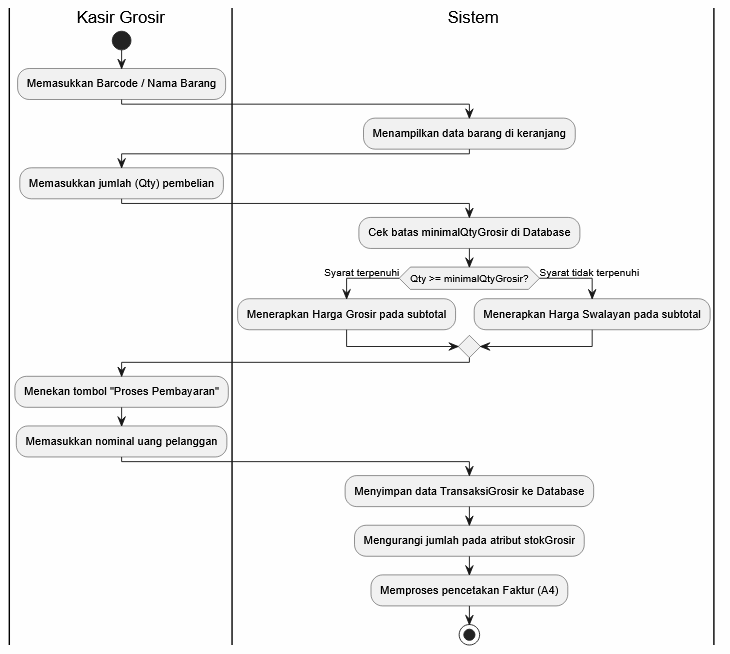 Kasir Grosir
Sistem
Memasukkan Barcode / Nama Barang
Menampilkan data barang di keranjang
Memasukkan jumlah (Qty) pembelian
Cek batas minimalQtyGrosir di Database
Syarat terpenuhi
Qty >= minimalQtyGrosir?
Syarat tidak terpenuhi
Menerapkan Harga Grosir pada subtotal
Menerapkan Harga Swalayan pada subtotal
Menekan tombol "Proses Pembayaran"
Memasukkan nominal uang pelanggan
Menyimpan data TransaksiGrosir ke Database
Mengurangi jumlah pada atribut stokGrosir
Memproses pencetakan Faktur (A4)